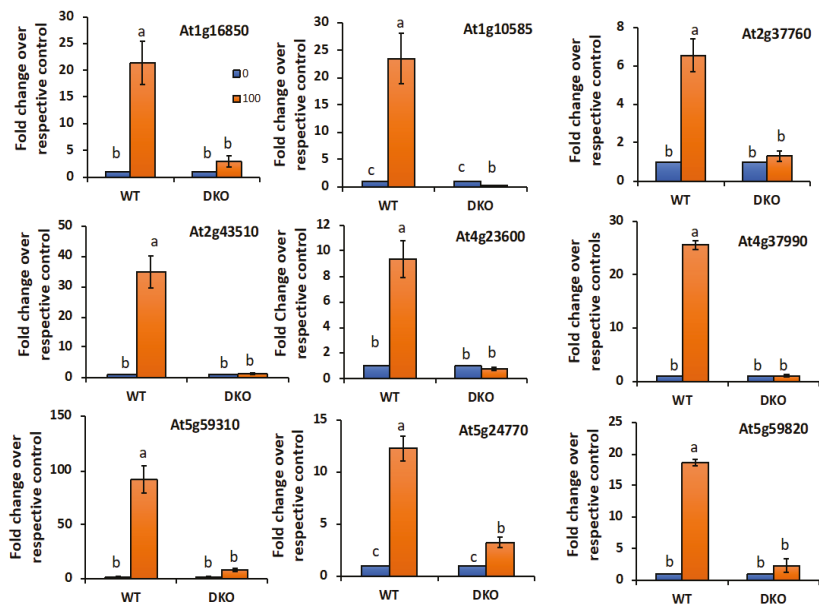 At1g16850
Fold change over
respective control
30
25
20
15
10
5
0
a
b
b
b
0
100
WT
DKO
At1g10585
Fold change over
respective control
30
25
20
15
10
5
0
a
c
c
b
WT
DKO
At2g37760
Fold change over
respective control
8
6
4
2
0
a
b
b
b
WT
DKO
At2g43510
Fold change over
respective control
50
40
30
20
10
0
a
b
b
b
WT
DKO
At4g23600
Fold Change over
respective control
12
10
8
6
4
2
0
a
b
b
b
WT
DKO
At4g37990
Fold change over
respective controls
30
20
10
0
a
b
b
b
WT
DKO
At5g59310
Fold change over
respective control
150
100
50
0
a
b
b
b
WT
DKO
At5g24770
Fold change over
respective control
15
10
5
0
a
c
c
b
WT
DKO
At5g59820
Fold change over
respective control
25
20
15
10
5
0
a
b
b
b
WT
DKO